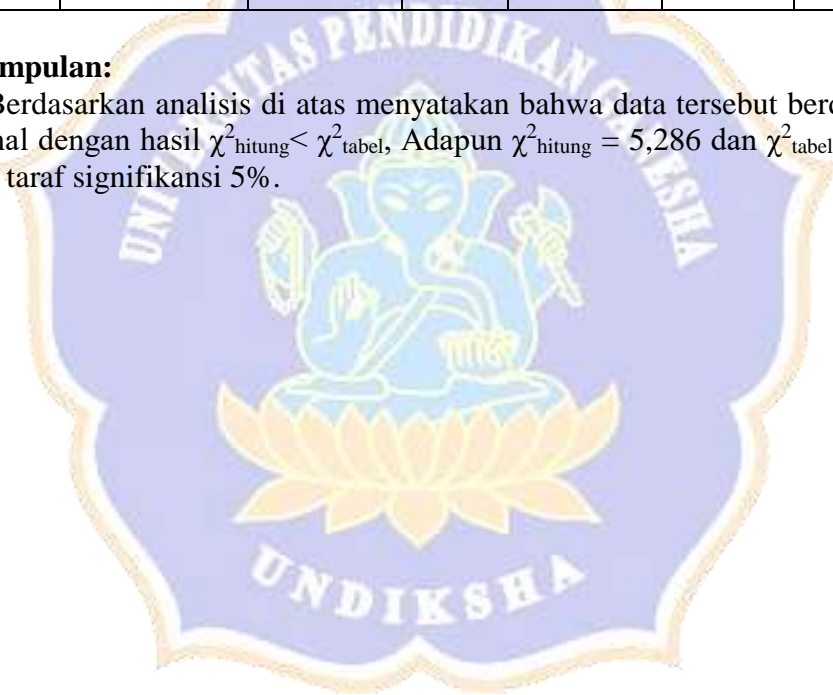 mpulan:
Berdasarkan analisis di atas menyatakan bahwa data tersebut berd
nal dengan hasil χ²hitung< χ²tabel, Adapun χ²hitung = 5,286 dan χ²tabel
taraf signifikansi 5%.
UNIVERSITAS PENDIDIKAN GANESHA
UNDIKSHA